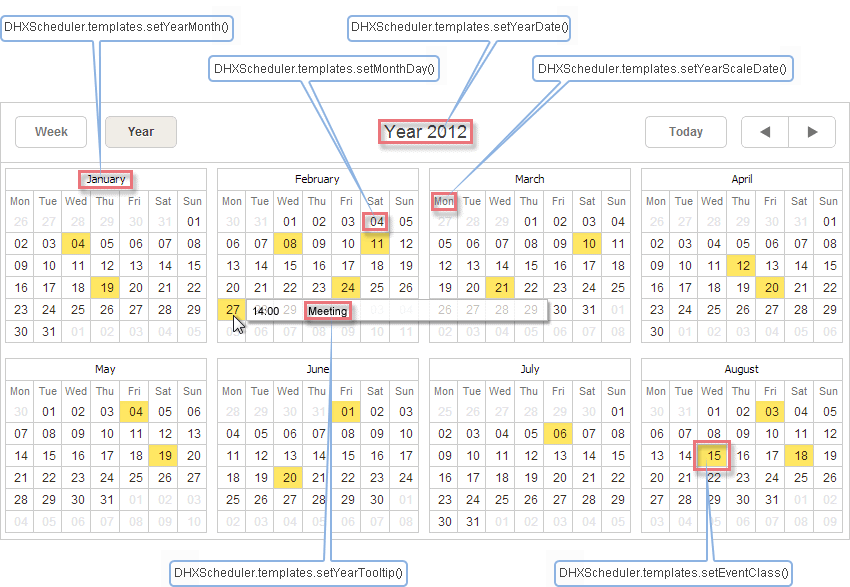 DHXScheduler.templates.setYearMonth()
DHXScheduler.templates.setYearDate()
DHXScheduler.templates.setMonthDay()
DHXScheduler.templates.setYearScaleDate()
Week
Year
Year 2012
Today
January
Mon Tue Wed Thu Fri Sat Sun
26 27 28 29 30 31 01
02 03 04 05 06 07 08
09 10 11 12 13 14 15
16 17 18 19 20 21 22
23 24 25 26 27 28 29
30 31 01 02 03 04 05
February
Mon Tue Wed Thu Fri Sat Sun
30 31 01 02 03 04 05
06 07 08 09 10 11 12
13 14 15 16 17 18 19
20 21 22 23 24 25 26
27 14:00 29 Meeting 03 04
06 07 08 09 10 11
March
Mon Tue Wed Thu Fri Sat Sun
27 28 29 01 02 03 04
05 06 07 08 09 10 11
12 13 14 15 16 17 18
19 20 21 22 23 24 25
26 27 28 29 30 31 01
02 03 04 05 06 07 08
April
Mon Tue Wed Thu Fri Sat Sun
26 27 28 29 30 31 01
02 03 04 05 06 07 08
09 10 11 12 13 14 15
16 17 18 19 20 21 22
23 24 25 26 27 28 29
30 01 02 03 04 05 06
May
Mon Tue Wed Thu Fri Sat Sun
30 01 02 03 04 05 06
07 08 09 10 11 12 13
14 15 16 17 18 19 20
21 22 23 24 25 26 27
28 29 30 31 01 02 03
04 05 06 07 08 09 10
June
Mon Tue Wed Thu Fri Sat Sun
28 29 30 31 01 02 03
04 05 06 07 08 09 10
11 12 13 14 15 16 17
18 19 20 21 22 23 24
25 26 27 28 29 30 01
02 03 04 05 06 07 08
July
Mon Tue Wed Thu Fri Sat Sun
25 26 27 28 29 30 01
02 03 04 05 06 07 08
09 10 11 12 13 14 15
16 17 18 19 20 21 22
23 24 25 26 27 28 29
30 31 01 02 03 04 05
August
Mon Tue Wed Thu Fri Sat Sun
30 31 01 02 03 04 05
06 07 08 09 10 11 12
13 14 15 16 17 18 19
20 21 22 23 24 25 26
27 28 29 30 31 01 02
03 04 05 06 07 08 09
DHXScheduler.templates.setYearTooltip()
DHXScheduler.templates.setEventClass()